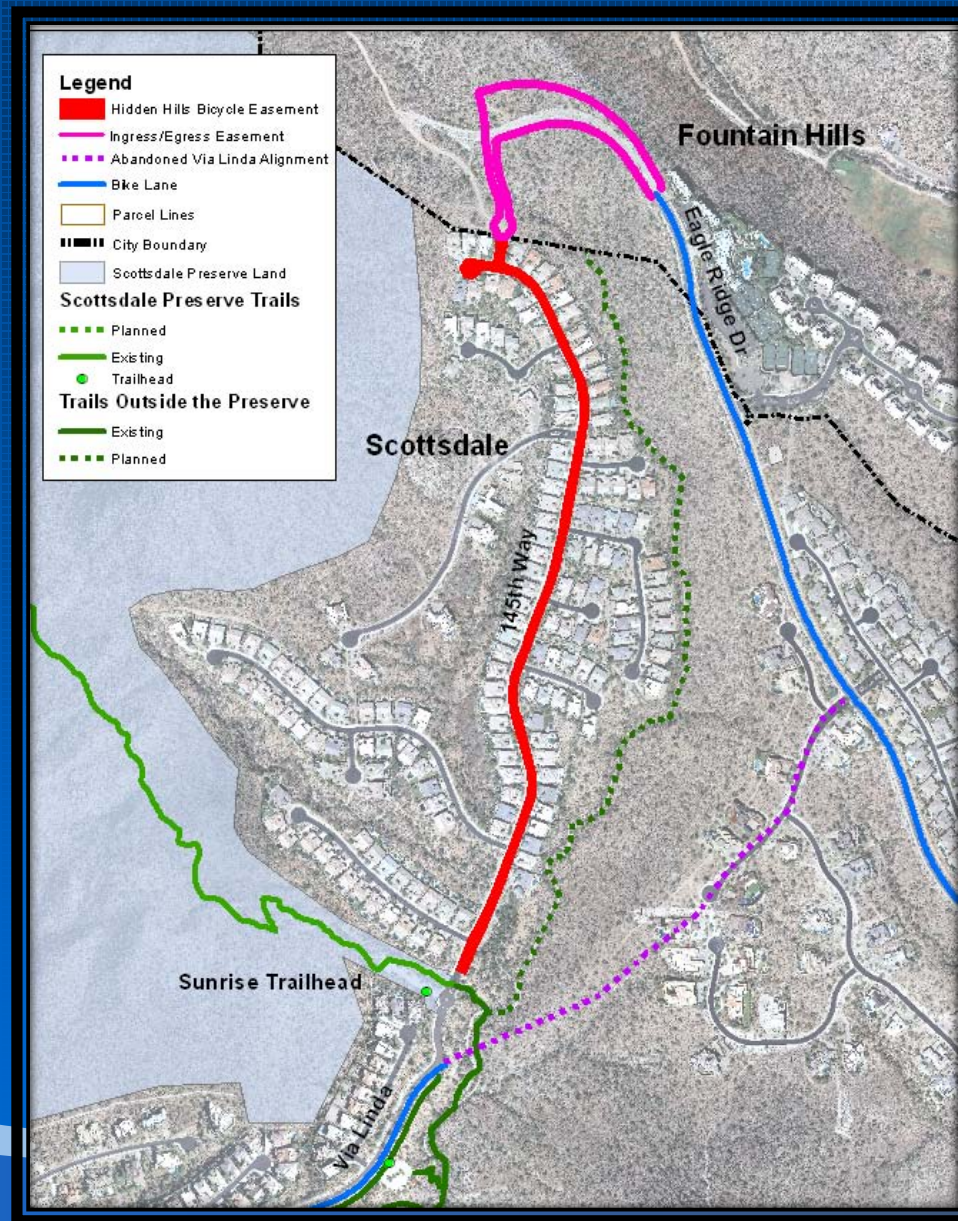 Legend
Hidden Hills Bicycle Easement
Ingress/Egress Easement
Abandoned Via Linda Alignment
Bike Lane
Parcel Lines
City Boundary
Scottsdale Preserve Land
Scottsdale Preserve Trails
Planned
Existing
Trailhead
Trails Outside the Preserve
Existing
Planned
Fountain Hills
Eagle Ridge Dr
Scottsdale
145th Way
Sunrise Trailhead
Via Linda